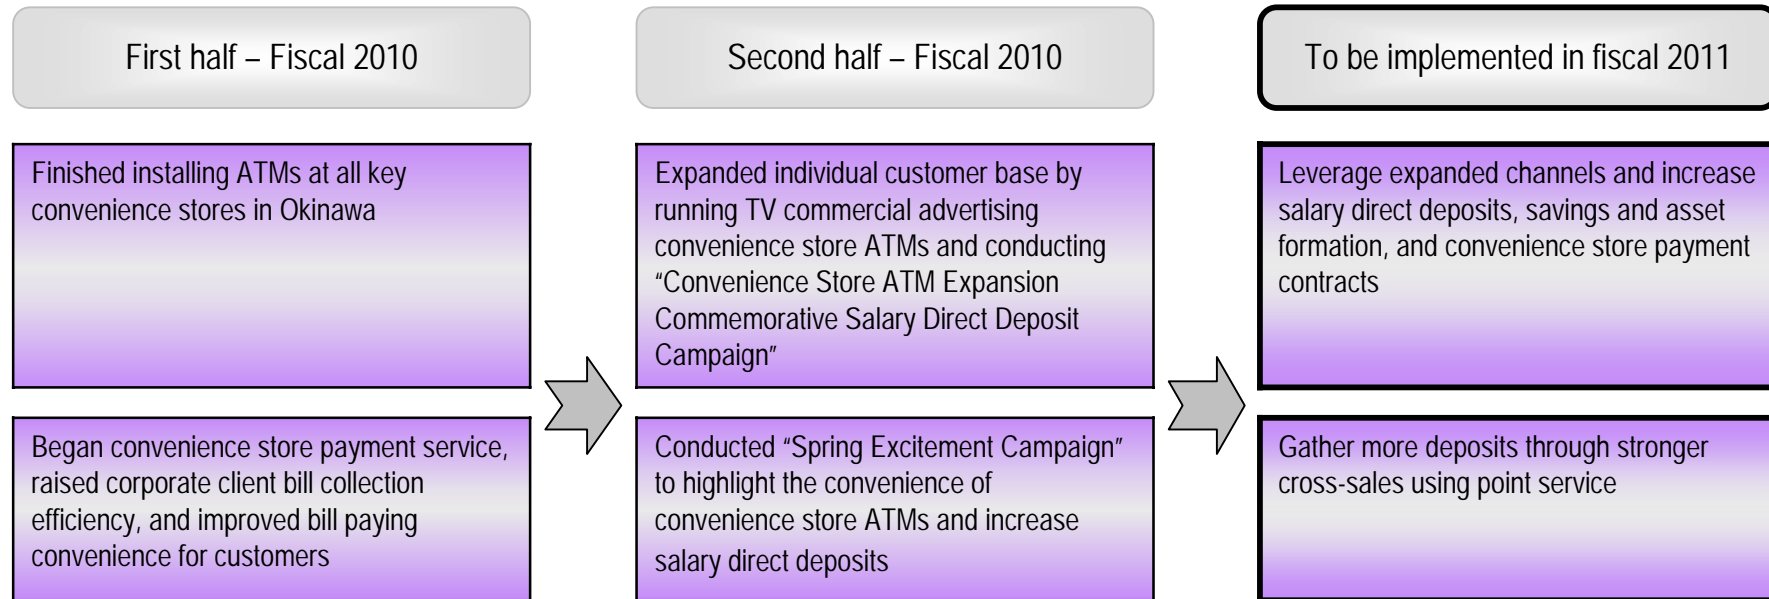 First half – Fiscal 2010
Second half – Fiscal 2010
To be implemented in fiscal 2011
Finished installing ATMs at all key
convenience stores in Okinawa
Expanded individual customer base by
running TV commercial advertising
convenience store ATMs and conducting
“Convenience Store ATM Expansion
Commemorative Salary Direct Deposit
Campaign”
Leverage expanded channels and increase
salary direct deposits, savings and asset
formation, and convenience store payment
contracts
Began convenience store payment service,
raised corporate client bill collection
efficiency, and improved bill paying
convenience for customers
Conducted “Spring Excitement Campaign”
to highlight the convenience of
convenience store ATMs and increase
salary direct deposits
Gather more deposits through stronger
cross-sales using point service